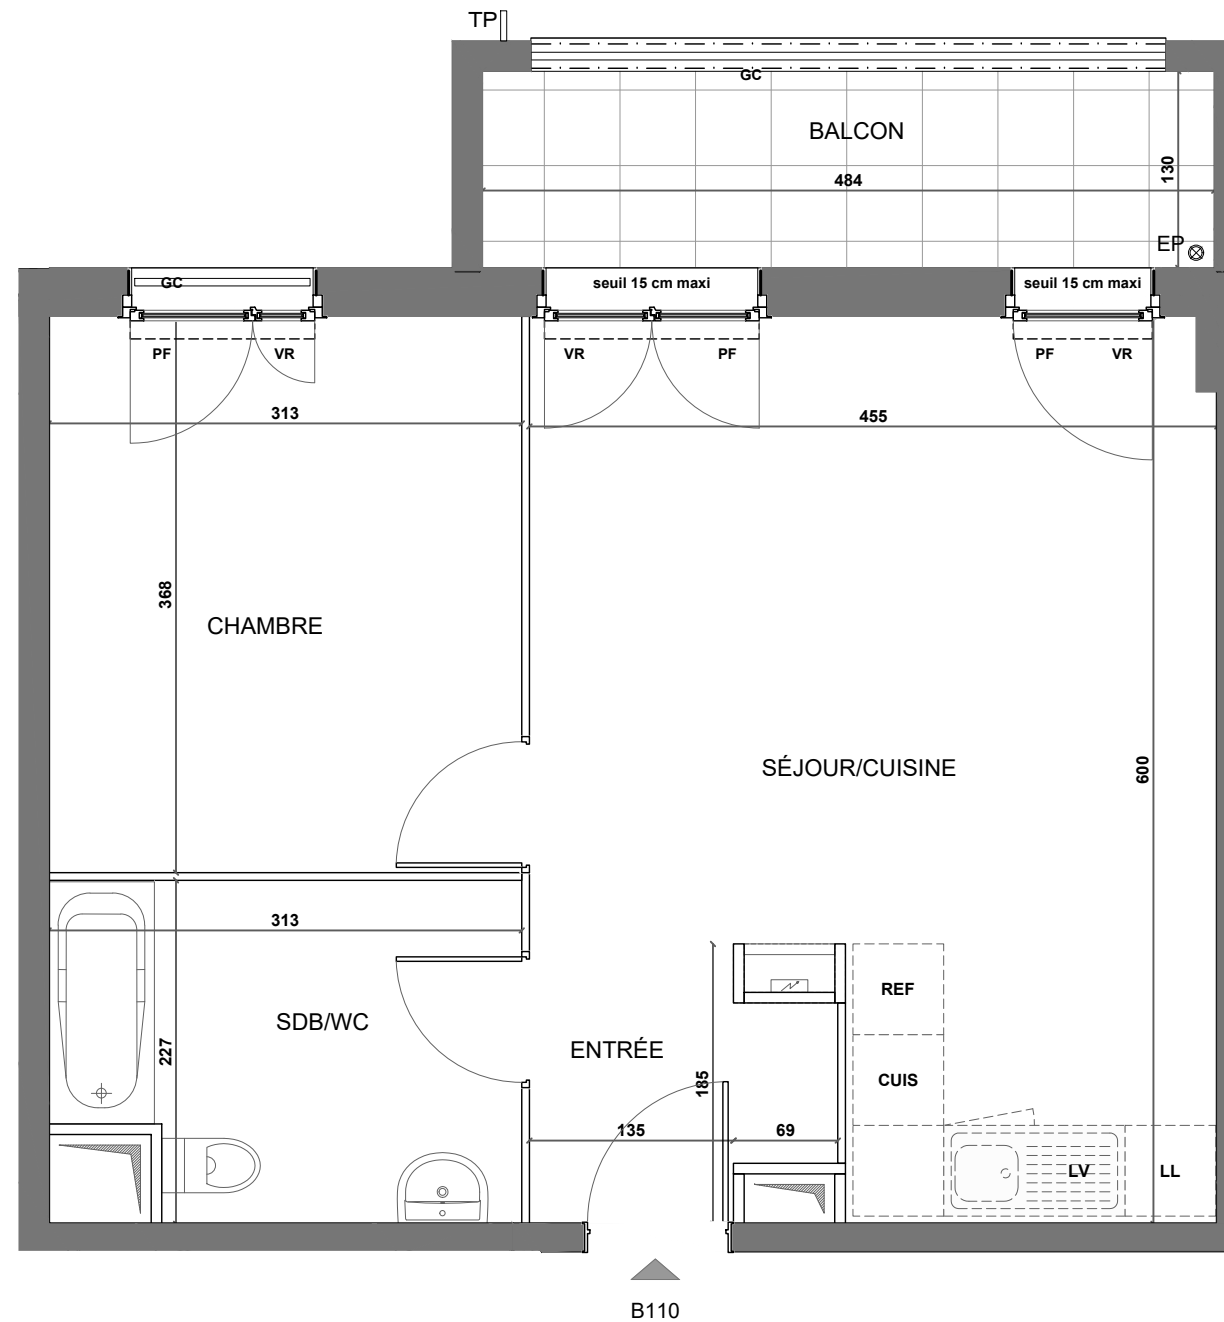 TP
GC
BALCON
484
130
EP
GC
seuil 15 cm maxi
seuil 15 cm maxi
PF
VR
VR
PF
PF
VR
313
455
368
CHAMBRE
SÉJOUR/CUISINE
600
313
SDB/WC
227
ENTRÉE
REF
CUIS
185
135
69
LV
LL
B110